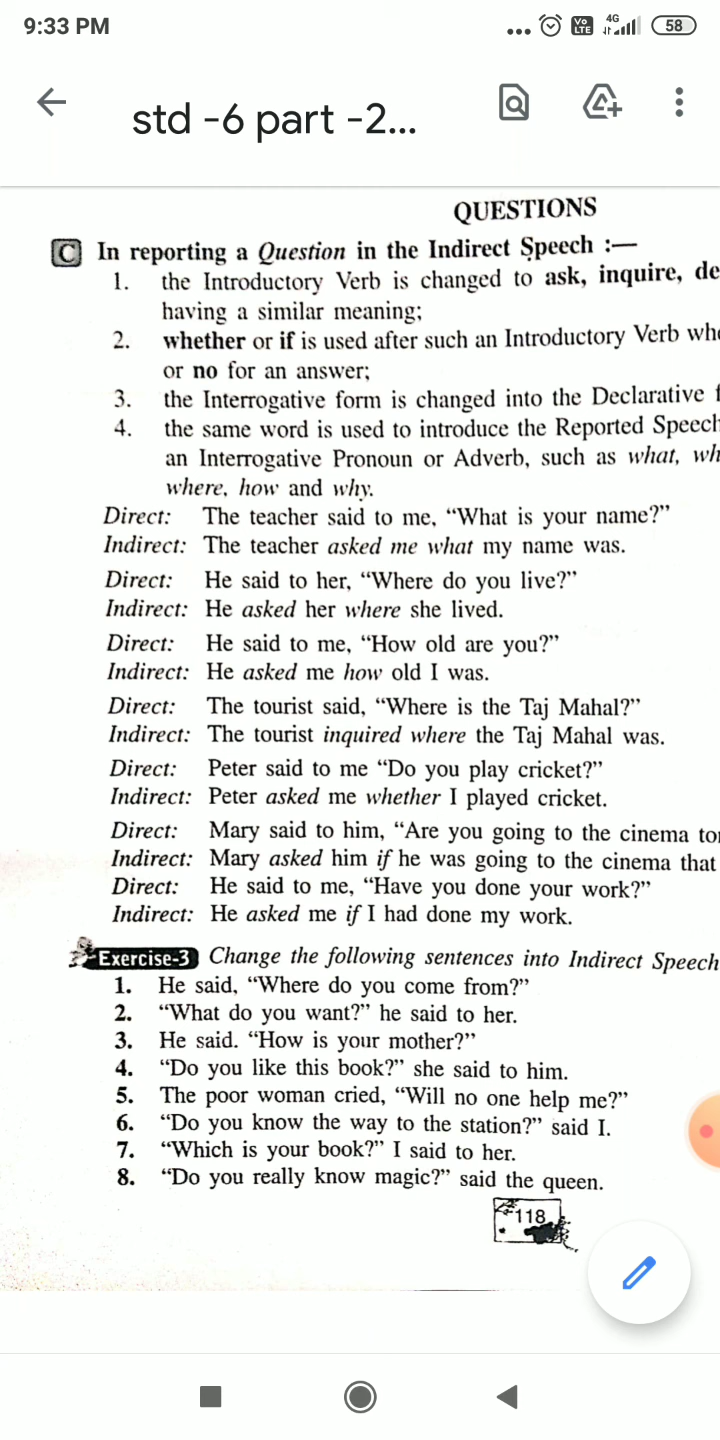 9:33 PM
... Vo LTE 4G 58
std -6 part -2...
QUESTIONS
C In reporting a Question in the Indirect Speech :—
1. the Introductory Verb is changed to ask, inquire, de
having a similar meaning;
2. whether or if is used after such an Introductory Verb wh
or no for an answer;
3. the Interrogative form is changed into the Declarative f
4. the same word is used to introduce the Reported Speech
an Interrogative Pronoun or Adverb, such as what, wh
where, how and why.
Direct: The teacher said to me, “What is your name?”
Indirect: The teacher asked me what my name was.
Direct: He said to her, “Where do you live?”
Indirect: He asked her where she lived.
Direct: He said to me, “How old are you?”
Indirect: He asked me how old I was.
Direct: The tourist said, “Where is the Taj Mahal?”
Indirect: The tourist inquired where the Taj Mahal was.
Direct: Peter said to me “Do you play cricket?”
Indirect: Peter asked me whether I played cricket.
Direct: Mary said to him, “Are you going to the cinema to
Indirect: Mary asked him if he was going to the cinema that
Direct: He said to me, “Have you done your work?”
Indirect: He asked me if I had done my work.
Exercise-3 Change the following sentences into Indirect Speech
1. He said, “Where do you come from?”
2. “What do you want?” he said to her.
3. He said. “How is your mother?”
4. “Do you like this book?” she said to him.
5. The poor woman cried, “Will no one help me?”
6. “Do you know the way to the station?” said I.
7. “Which is your book?” I said to her.
8. “Do you really know magic?” said the queen.
118